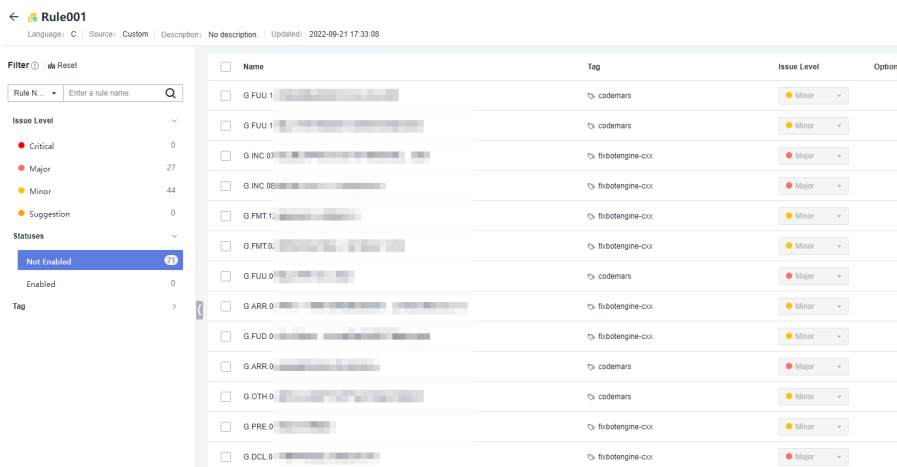 Rule001
Language: C Source: Custom Description: No description. Updated: 2022-09-21 17:33:08
Filter Reset
Rule N... Enter a rule name.
Issue Level
Critical 0
Major 27
Minor 44
Suggestion 0
Statuses
Not Enabled 71
Enabled 0
Tag
Name Tag Issue Level Option
G.FUU.1 codemars Minor
G.FUU.1 codemars Minor
G.INC.07 fixbotengine-cxx Major
G.INC.08 fixbotengine-cxx Major
G.FMT.12 fixbotengine-cxx Minor
G.FMT.03 fixbotengine-cxx Minor
G.FUU.0 codemars Major
G.ARR.0 fixbotengine-cxx Minor
G.FUD.0 fixbotengine-cxx Minor
G.ARR.0 codemars Major
G.OTH.0 codemars Minor
G.PRE.0 fixbotengine-cxx Minor
G.DCL.0 fixbotengine-cxx Major